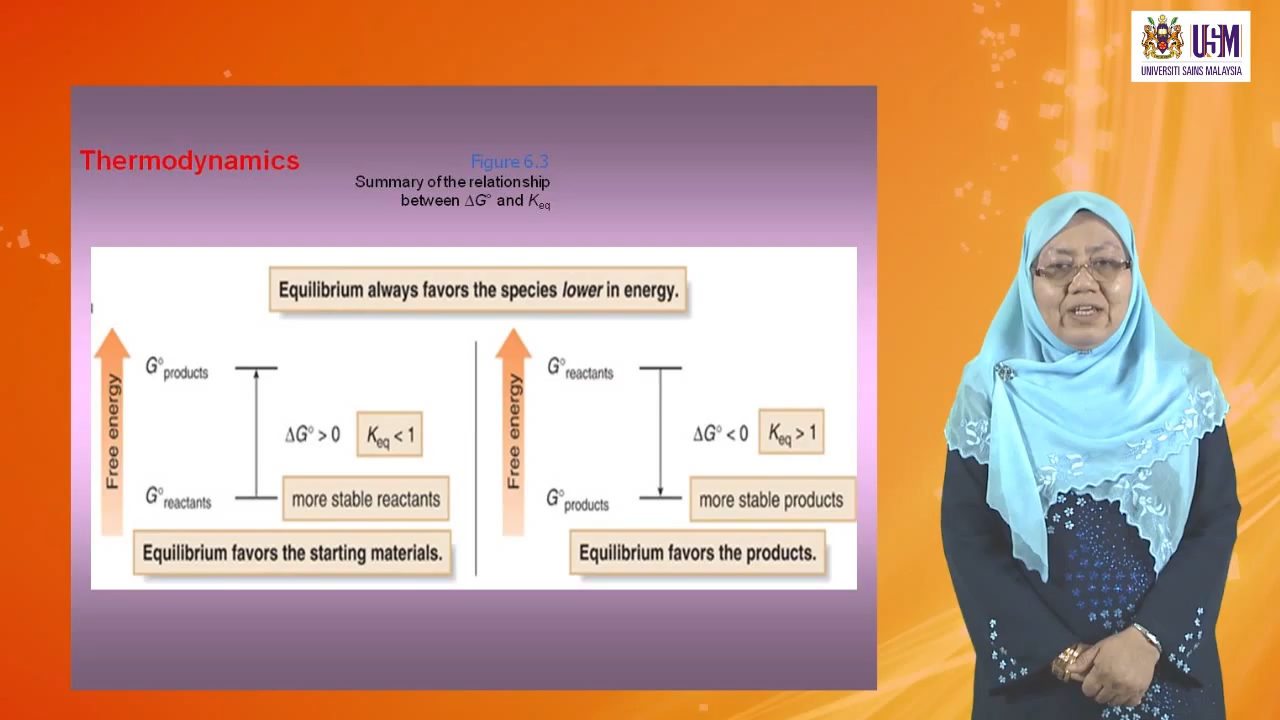 USM
UNIVERSITI SAINS MALAYSIA
Thermodynamics
Figure 6.3
Summary of the relationship
between ΔG° and Keq
Equilibrium always favors the species lower in energy.
Free energy
G°products
ΔG° > 0
Keq < 1
G°reactants
more stable reactants
Equilibrium favors the starting materials.
Free energy
G°reactants
ΔG° < 0
Keq > 1
G°products
more stable products
Equilibrium favors the products.